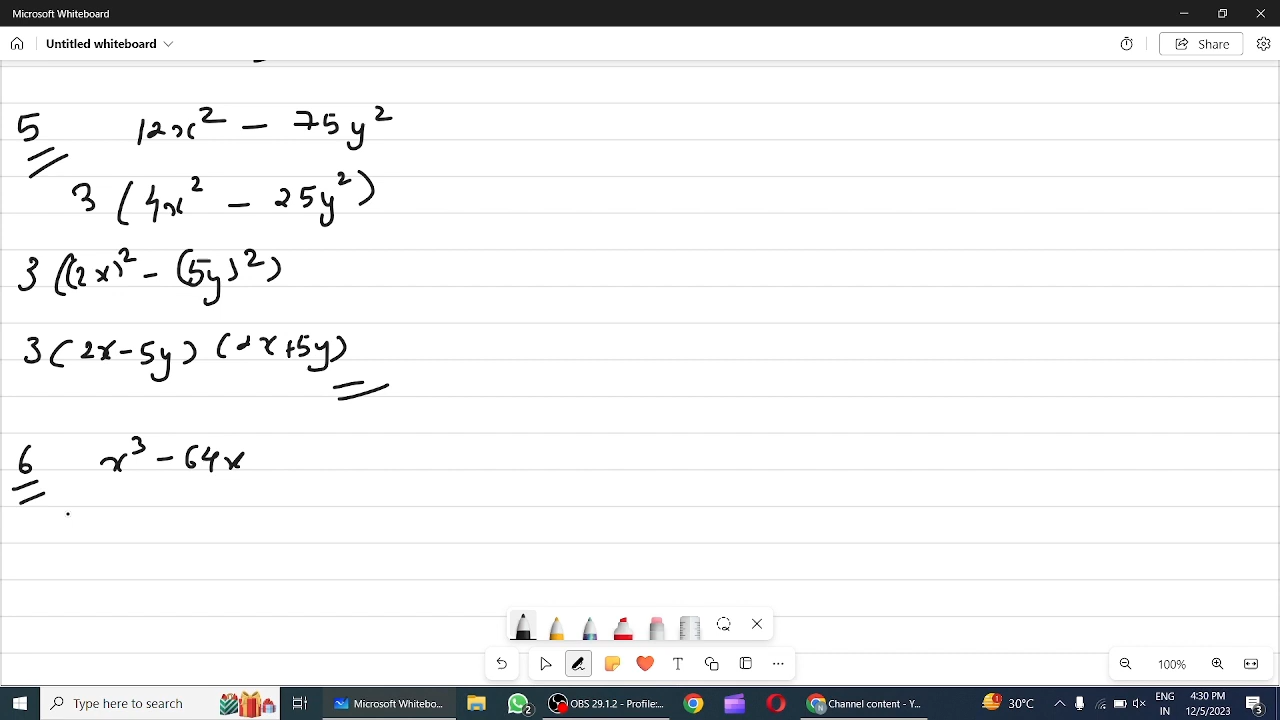 Microsoft Whiteboard
Untitled whiteboard
Share
5 12x² - 75y²
3 (4x² - 25y²)
3 ((2x)² - (5y)²)
3 (2x-5y) (2x+5y)
6 x³ - 64x
100%
Type here to search
Microsoft Whitebo...
2
OBS 29.1.2 - Profile:...
Channel content - Y...
30°C
ENG
IN
4:30 PM
12/5/2023
2